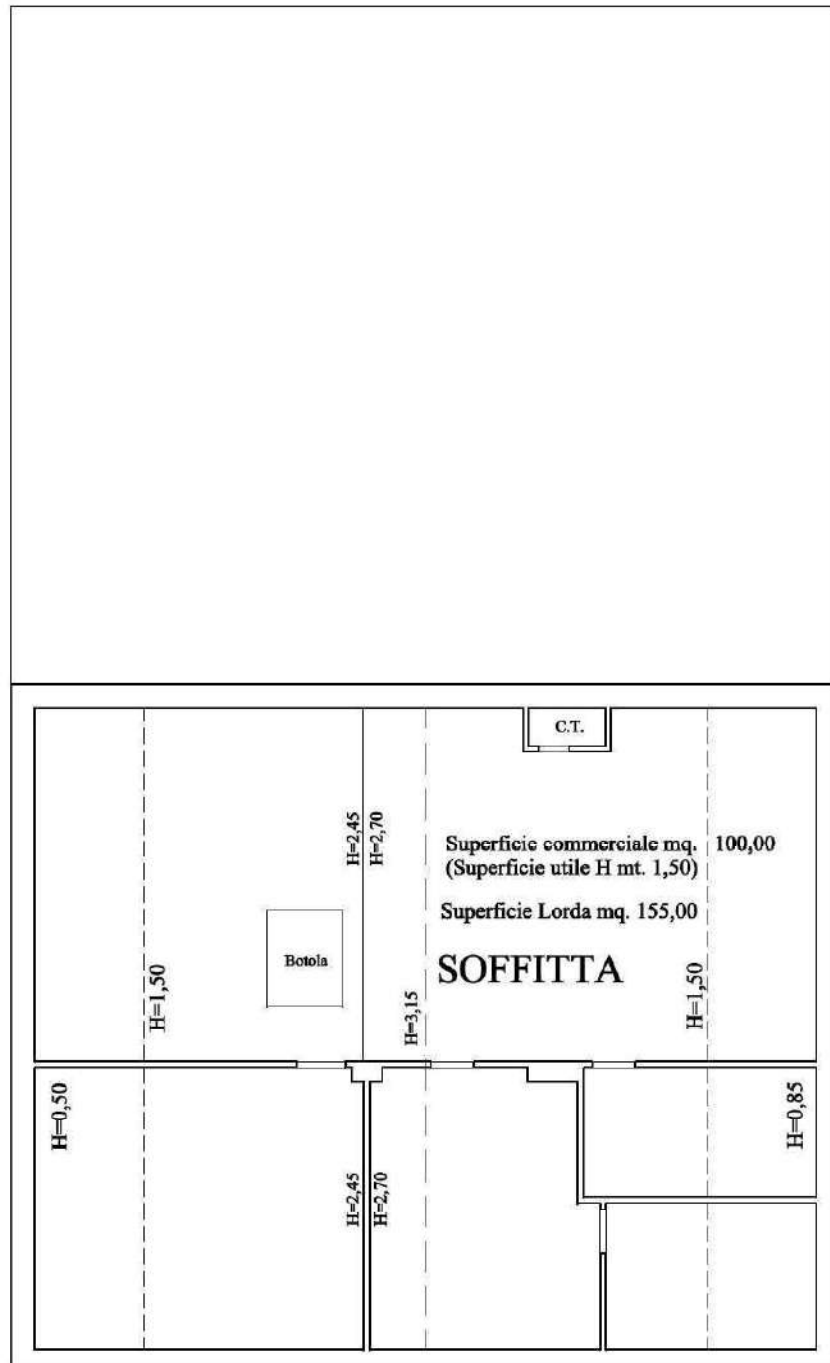 C.T.
H=2,45
H=2,70
Superficie commerciale mq. 100,00
(Superficie utile H mt. 1,50)
Superficie Lorda mq. 155,00
Botola
SOFFITTA
H=1,50
H=3,15
H=1,50
H=0,50
H=0,85
H=2,45
H=2,70